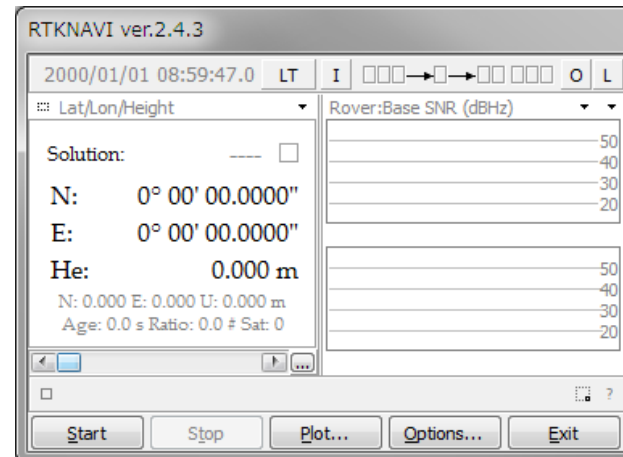 RTKNAVI ver.2.4.3
2000/01/01 08:59:47.0 LT I O L
Lat/Lon/Height
Rover:Base SNR (dBHz)
Solution: ----
N: 0° 00' 00.0000"
E: 0° 00' 00.0000"
He: 0.000 m
N: 0.000 E: 0.000 U: 0.000 m
Age: 0.0 s Ratio: 0.0 # Sat: 0
...
50
40
30
20
50
40
30
20
?
Start Stop Plot... Options... Exit